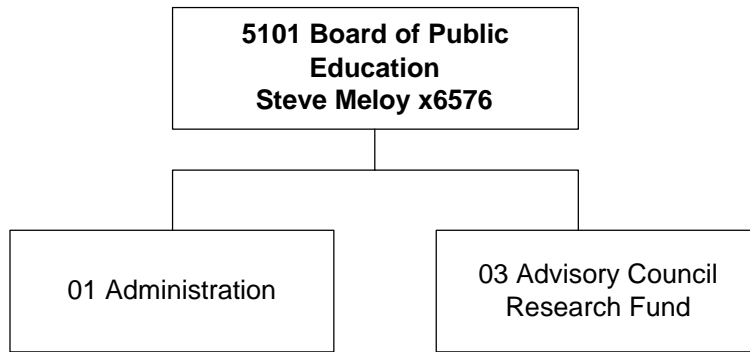 5101 Board of Public
Education
Steve Meloy x6576
01 Administration
03 Advisory Council
Research Fund